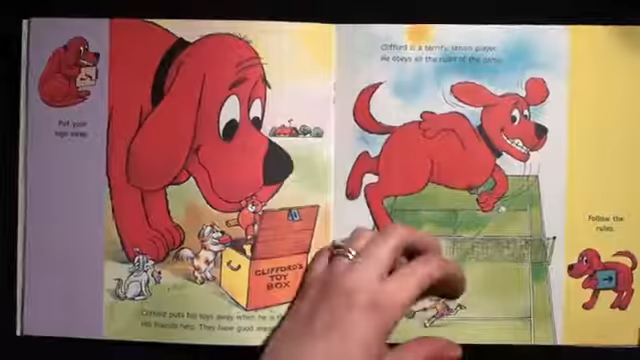 Put your
toys away.
CLIFFORD'S
TOY
BOX
Clifford puts his toys away when he is
His friends help. They have good
Clifford is a terrific tennis player.
He obeys all the rules of the game.
Follow the
rules.